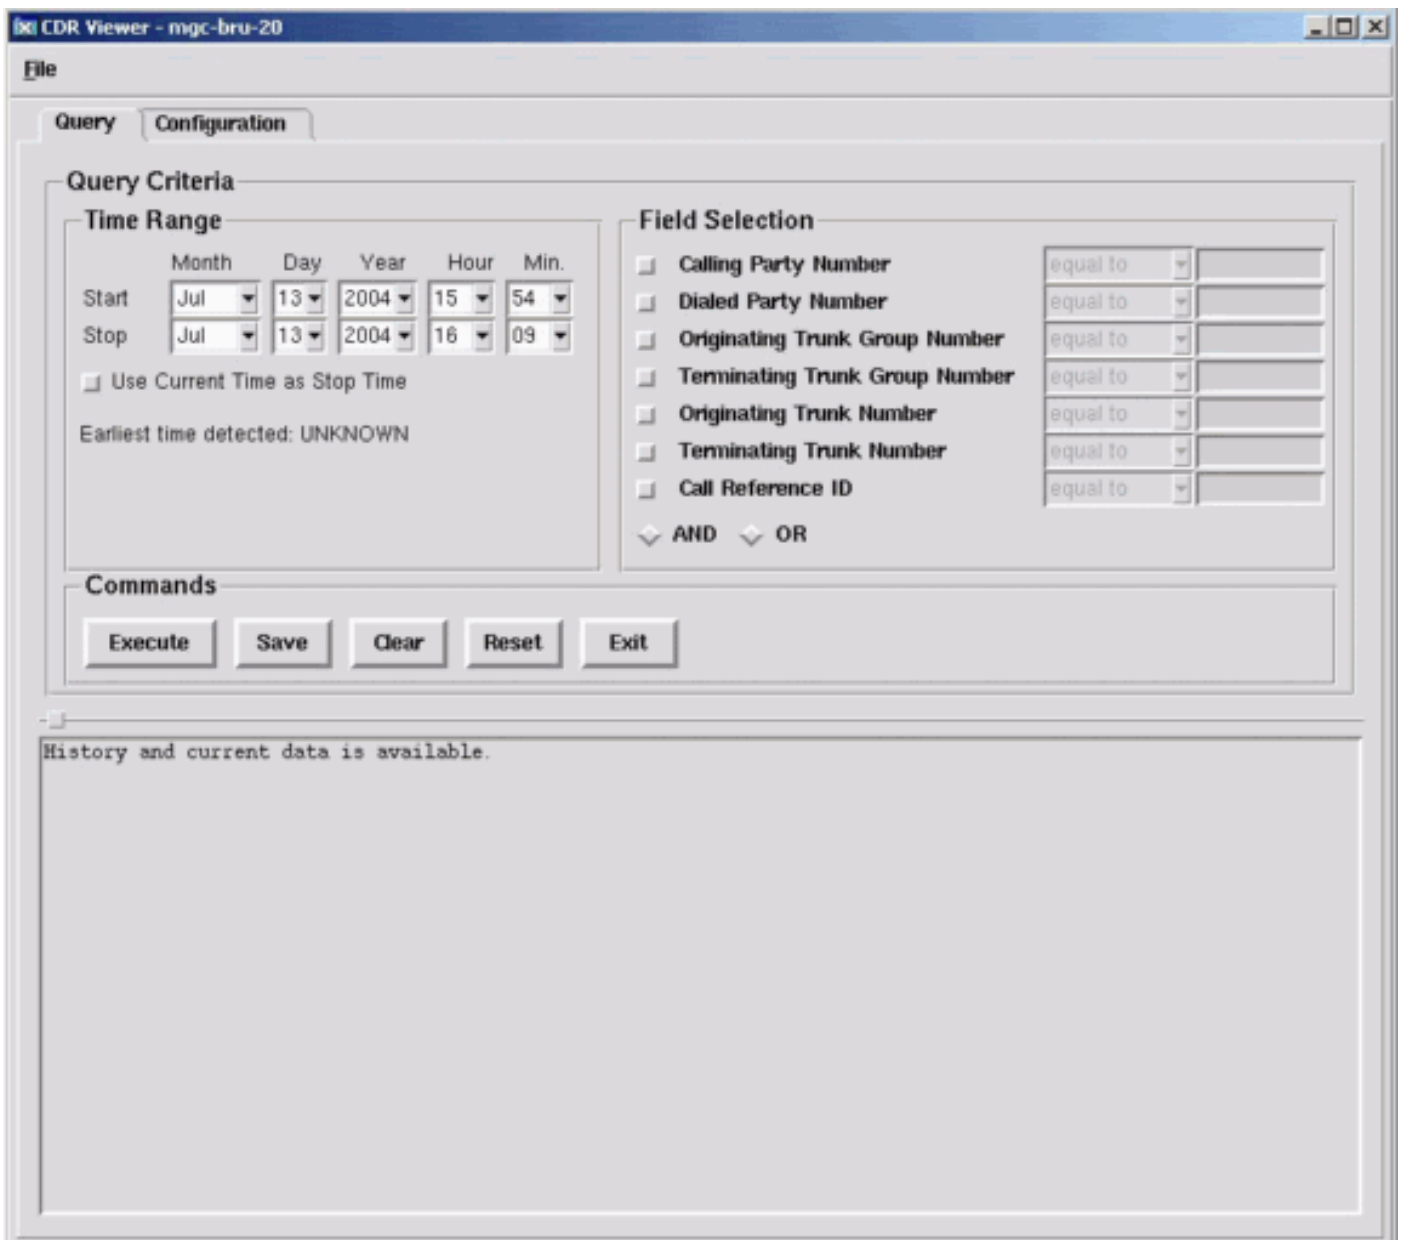 CDR Viewer - mgc-bru-20
File
Query Configuration
Query Criteria
Time Range
Month Day Year Hour Min.
Start Jul 13 2004 15 54
Stop Jul 13 2004 16 09
Use Current Time as Stop Time
Earliest time detected: UNKNOWN
Field Selection
Calling Party Number equal to
Dialed Party Number equal to
Originating Trunk Group Number equal to
Terminating Trunk Group Number equal to
Originating Trunk Number equal to
Terminating Trunk Number equal to
Call Reference ID equal to
AND OR
Commands
Execute Save Clear Reset Exit
History and current data is available.